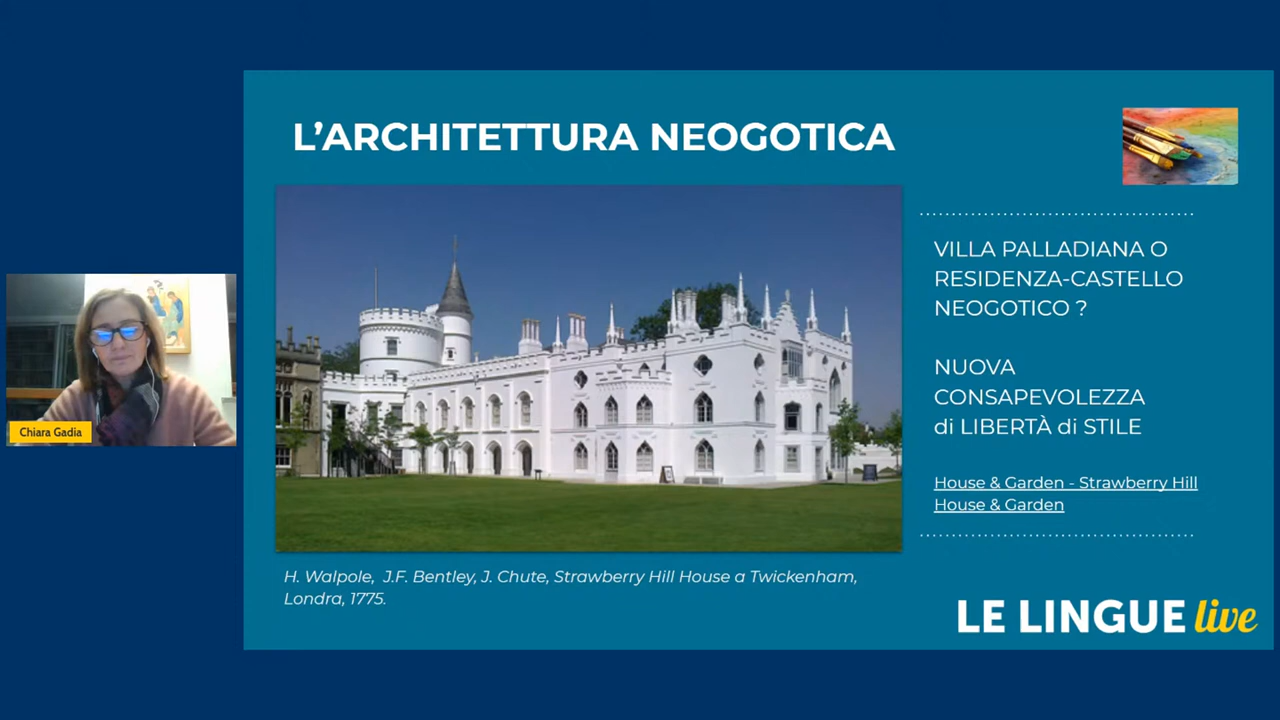 L’ARCHITETTURA NEOGOTICA
VILLA PALLADIANA O
RESIDENZA-CASTELLO
NEOGOTICO ?
NUOVA
CONSAPEVOLEZZA
di LIBERTÀ di STILE
House & Garden - Strawberry Hill
House & Garden
Chiara Gadia
H. Walpole, J.F. Bentley, J. Chute, Strawberry Hill House a Twickenham,
Londra, 1775.
LE LINGUE live